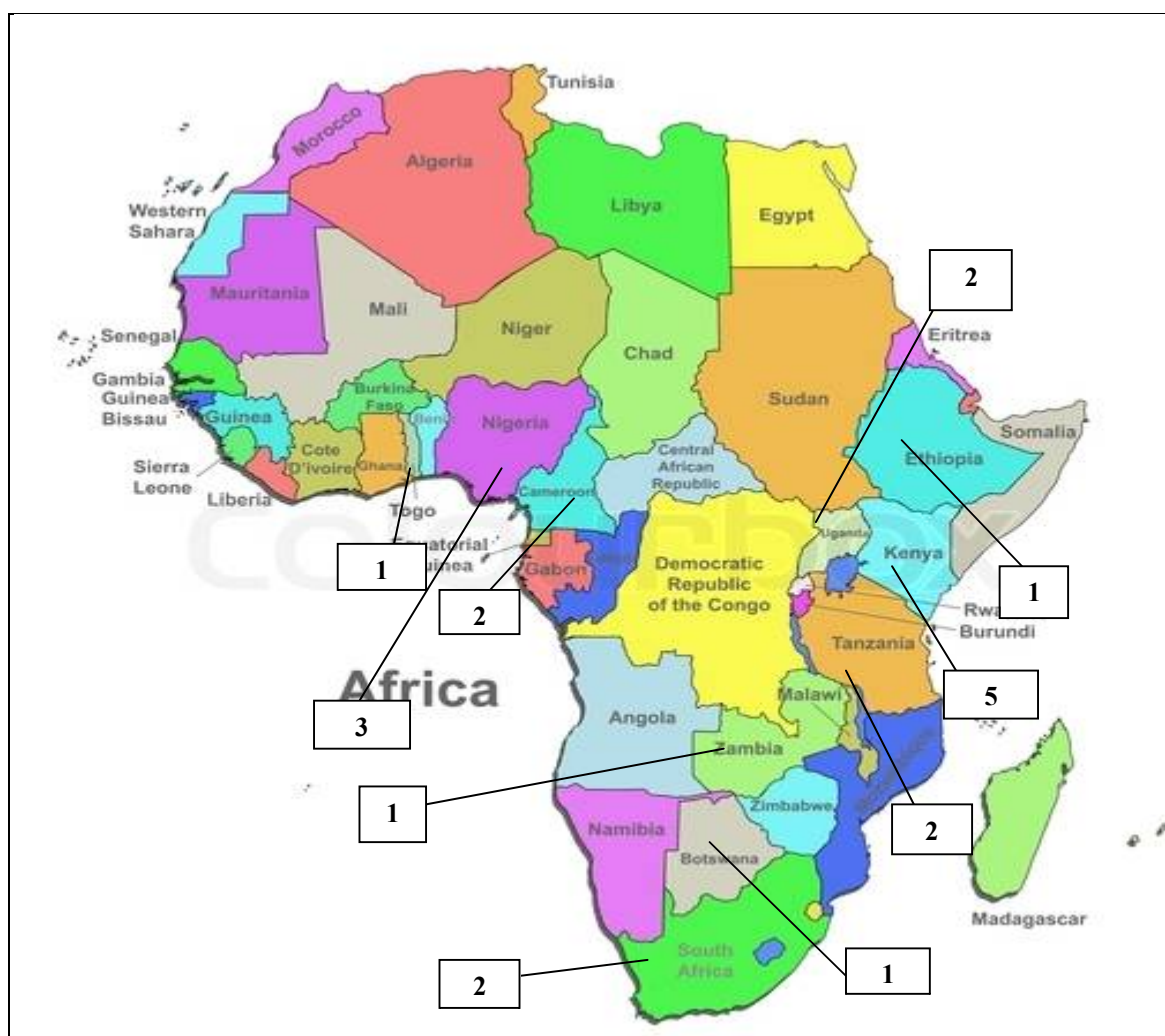 Tunisia
Morocco
Algeria
Libya
Egypt
Western
Sahara
Mauritania
Mali
Niger
Chad
Sudan
2
Eritrea
Senegal
Gambia
Guinea
Bissau
Guinea
Burkina
Faso
Beni
Nigeria
Somalia
Ethiopia
Central
African
Republic
Cote
D'ivoire
Ghana
Cameroon
Sierra
Leone
Liberia
Togo
Uganda
Kenya
1
Equatorial
uinea
2
Gabon
Democratic
Republic
of the Congo
1
Rwa
Burundi
Tanzania
Africa
3
5
Malawi
Angola
Zambia
1
2
Zimbabwe
Namibia
Botswana
Madagascar
South
Africa
2
1